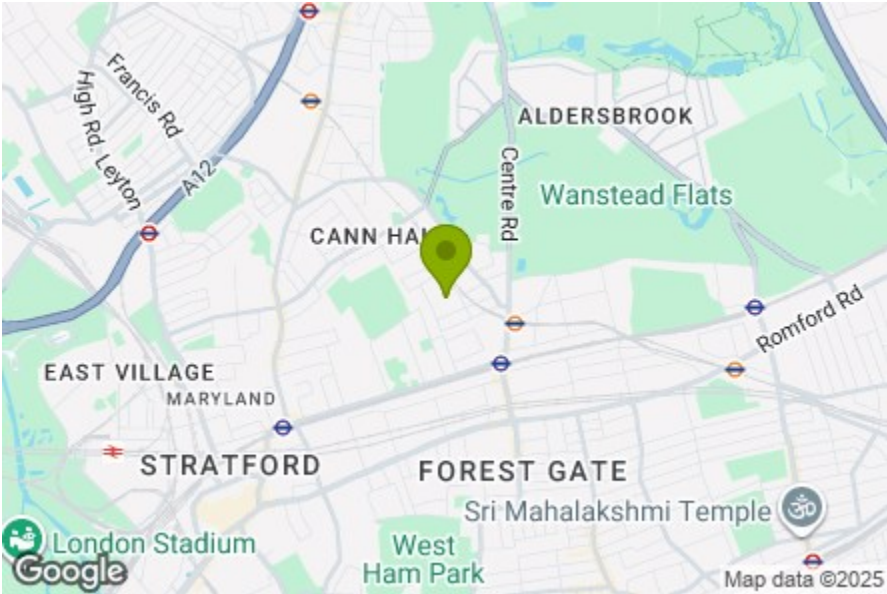 Francis Rd
High Rd. Leyton
A12
ALDERSBROOK
Centre Rd
Wanstead Flats
CANN HA
Romford Rd
EAST VILLAGE
MARYLAND
STRATFORD
FOREST GATE
Sri Mahalakshmi Temple
London Stadium
West
Ham Park
Google
Map data ©2025